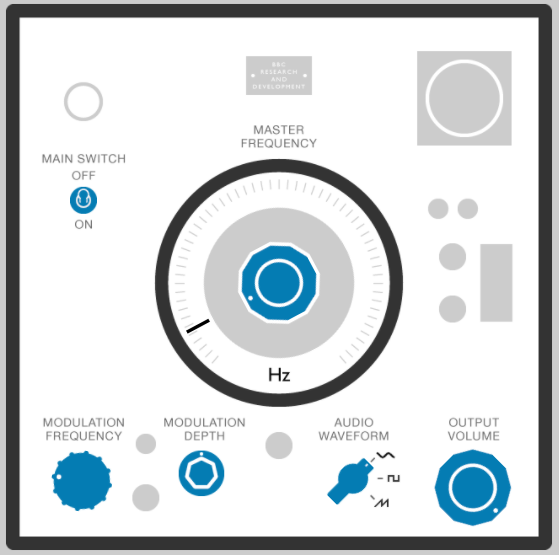 BBC
RESEARCH
AND
DEVELOPMENT
MASTER
FREQUENCY
MAIN SWITCH
OFF
ON
Hz
MODULATION
FREQUENCY
MODULATION
DEPTH
AUDIO
WAVEFORM
OUTPUT
VOLUME